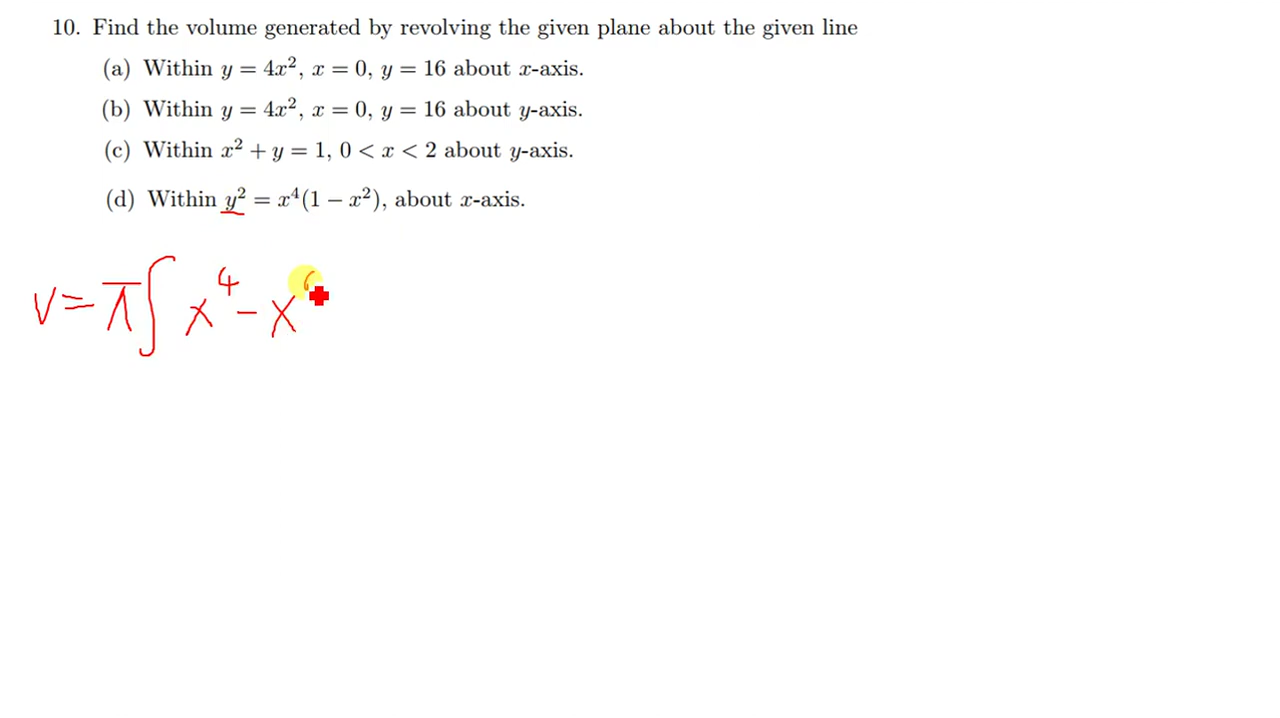 10. Find the volume generated by revolving the given plane about the given line
(a) Within y = 4x², x = 0, y = 16 about x-axis.
(b) Within y = 4x², x = 0, y = 16 about y-axis.
(c) Within x² + y = 1, 0 < x < 2 about y-axis.
(d) Within y² = x⁴(1 − x²), about x-axis.
V = π∫ x⁴ - x